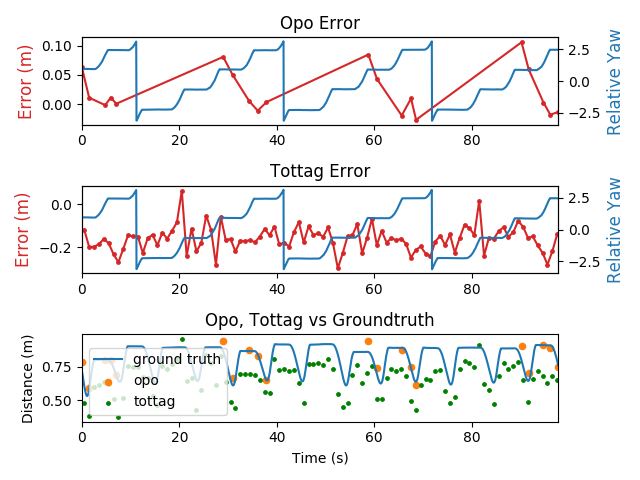 Opo Error
Error (m)
0.10
0.05
0.00
2.5
0.0
−2.5
Relative Yaw
0 20 40 60 80
Tottag Error
Error (m)
0.0
−0.2
2.5
0.0
−2.5
Relative Yaw
0 20 40 60 80
Opo, Tottag vs Groundtruth
Distance (m)
0.75
0.50
ground truth
opo
tottag
0 20 40 60 80
Time (s)